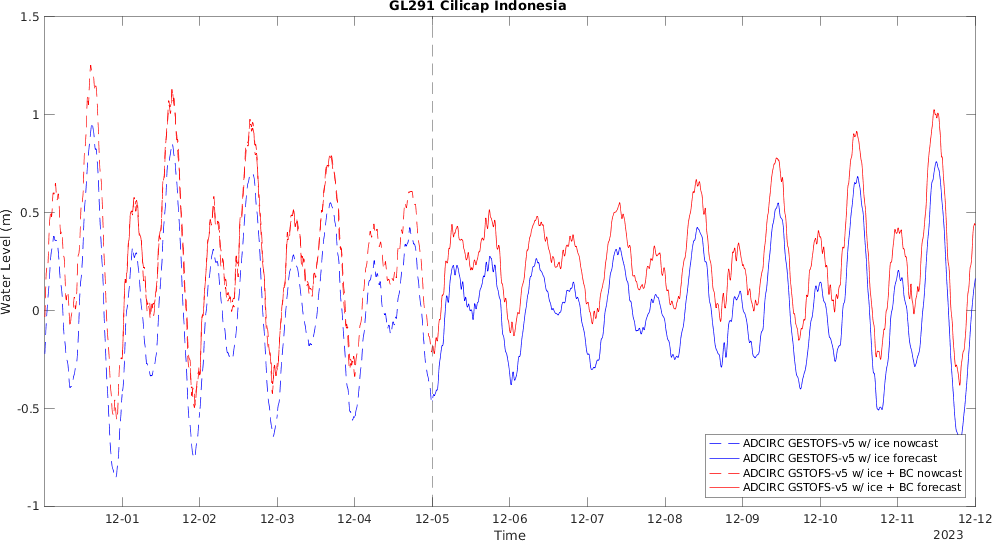 GL291 Cilicap Indonesia
1.5
1
0.5
0
-0.5
-1
Water Level (m)
12-01 12-02 12-03 12-04 12-05 12-06 12-07 12-08 12-09 12-10 12-11 12-12
Time
2023
ADCIRC GESTOFS-v5 w/ ice nowcast
ADCIRC GESTOFS-v5 w/ ice forecast
ADCIRC GSTOFS-v5 w/ ice + BC nowcast
ADCIRC GSTOFS-v5 w/ ice + BC forecast